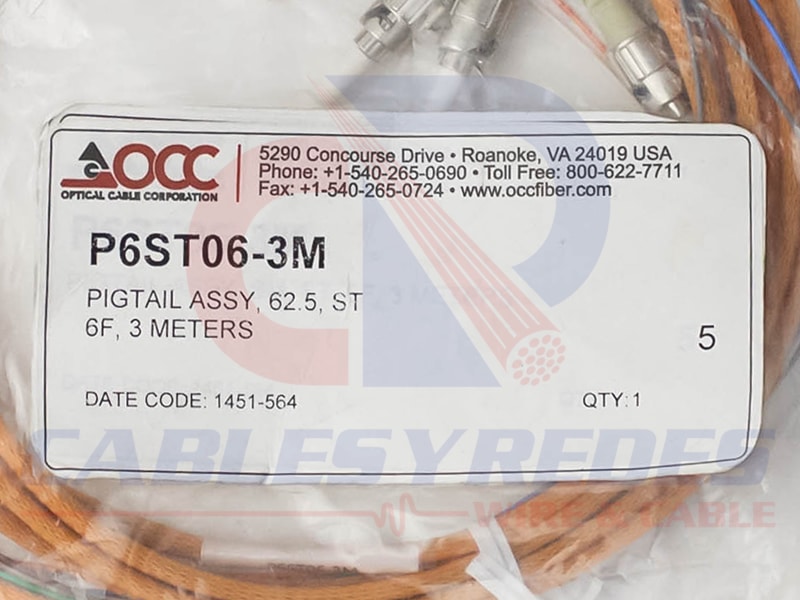 OCC
OPTICAL CABLE CORPORATION
5290 Concourse Drive • Roanoke, VA 24019 USA
Phone: +1-540-265-0690 • Toll Free: 800-622-7711
Fax: +1-540-265-0724 • www.occfiber.com
P6ST06-3M
PIGTAIL ASSY, 62.5, ST
6F, 3 METERS
5
DATE CODE: 1451-564
QTY: 1
CABLESYREDES
WIRE & CABLE
P6ST06-3M